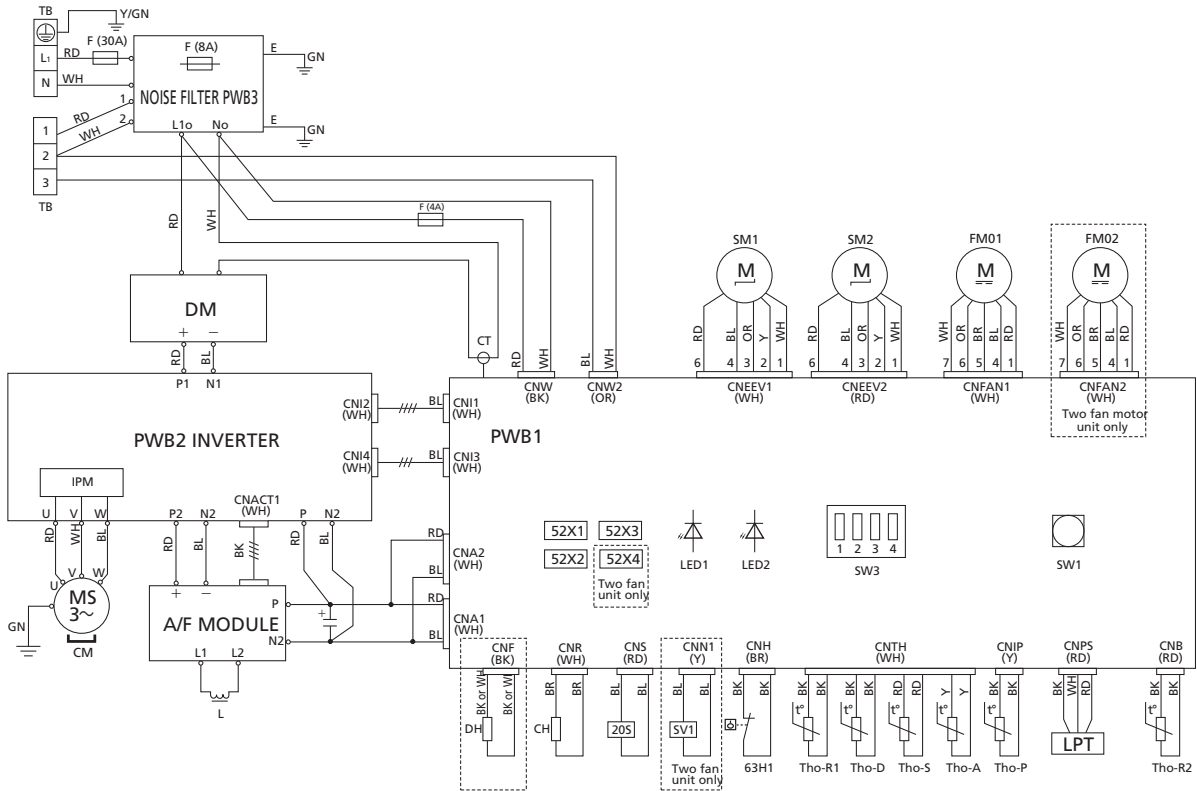 TB
Y/GN
L1
RD
F (30A)
N
WH
1
2
RD
WH
F (8A)
NOISE FILTER PWB3
L1o
No
E
GN
E
GN
1
2
3
TB
RD
WH
F (4A)
DM
+
−
RD
BL
P1
N1
CT
RD
WH
BL
WH
CNW
(BK)
CNW2
(OR)
SM1
M
RD
BL
OR
Y
WH
6
4
3
2
1
CNEEV1
(WH)
SM2
M
RD
BL
OR
Y
WH
6
4
3
2
1
CNEEV2
(RD)
FM01
M
WH
OR
BR
BL
RD
7
6
5
4
1
CNFAN1
(WH)
FM02
M
WH
OR
BR
BL
RD
7
6
5
4
1
CNFAN2
(WH)
Two fan motor
unit only
PWB2 INVERTER
IPM
U
V
W
RD
WH
BL
U
V
W
MS
3~
CM
GN
CNI2
(WH)
BL
CNI1
(WH)
CNI4
(WH)
BL
CNI3
(WH)
P2
N2
CNACT1
(WH)
P
N2
RD
BL
BK
RD
BL
+
−
A/F MODULE
P
N2
L1
L2
L
+
RD
BL
CNA2
(WH)
RD
BL
CNA1
(WH)
PWB1
52X1
52X3
52X2
52X4
Two fan
unit only
LED1
LED2
1
2
3
4
SW3
SW1
CNF
(BK)
BK or WH
BK or WH
DH
CNR
(WH)
BR
BR
CH
CNS
(RD)
BL
BL
20S
CNN1
(Y)
BL
BL
SV1
Two fan
unit only
CNH
(BR)
BK
BK
63H1
CNTH
(WH)
BK
BK
t°
Tho-R1
BK
BK
t°
Tho-D
RD
RD
t°
Tho-S
Y
Y
t°
Tho-A
CNIP
(Y)
BK
BK
t°
Tho-P
CNPS
(RD)
BK
WH
RD
LPT
CNB
(RD)
BK
BK
t°
Tho-R2